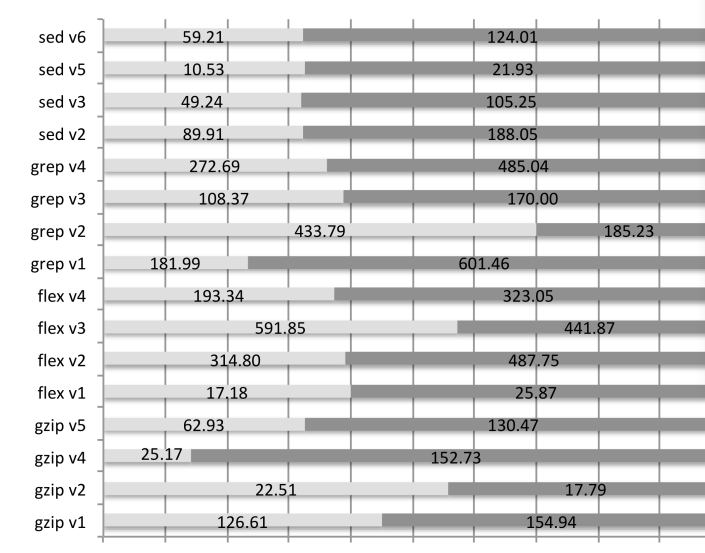 sed v6 59.21 124.01
sed v5 10.53 21.93
sed v3 49.24 105.25
sed v2 89.91 188.05
grep v4 272.69 485.04
grep v3 108.37 170.00
grep v2 433.79 185.23
grep v1 181.99 601.46
flex v4 193.34 323.05
flex v3 591.85 441.87
flex v2 314.80 487.75
flex v1 17.18 25.87
gzip v5 62.93 130.47
gzip v4 25.17 152.73
gzip v2 22.51 17.79
gzip v1 126.61 154.94